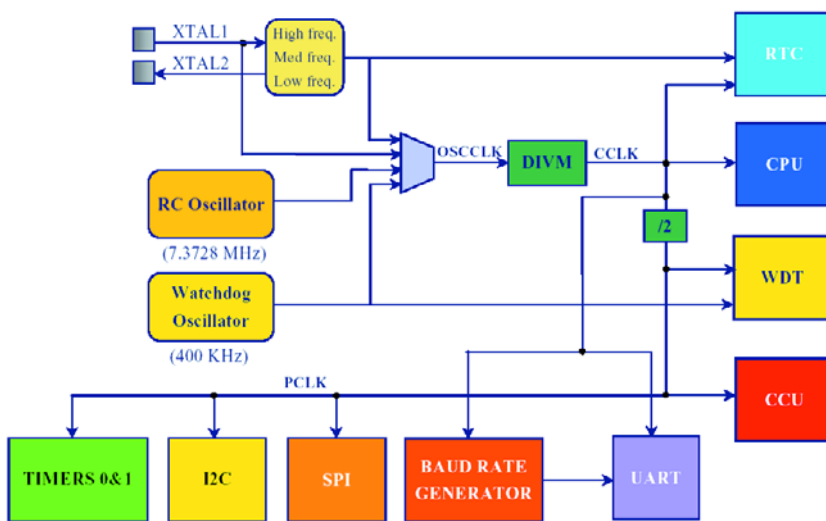 XTAL1
XTAL2
High freq.
Med freq.
Low freq.
RTC
OSCCLK
DIVM
CCLK
CPU
RC Oscillator
(7.3728 MHz)
/2
Watchdog
Oscillator
(400 KHz)
WDT
PCLK
CCU
TIMERS 0&1
I2C
SPI
BAUD RATE
GENERATOR
UART